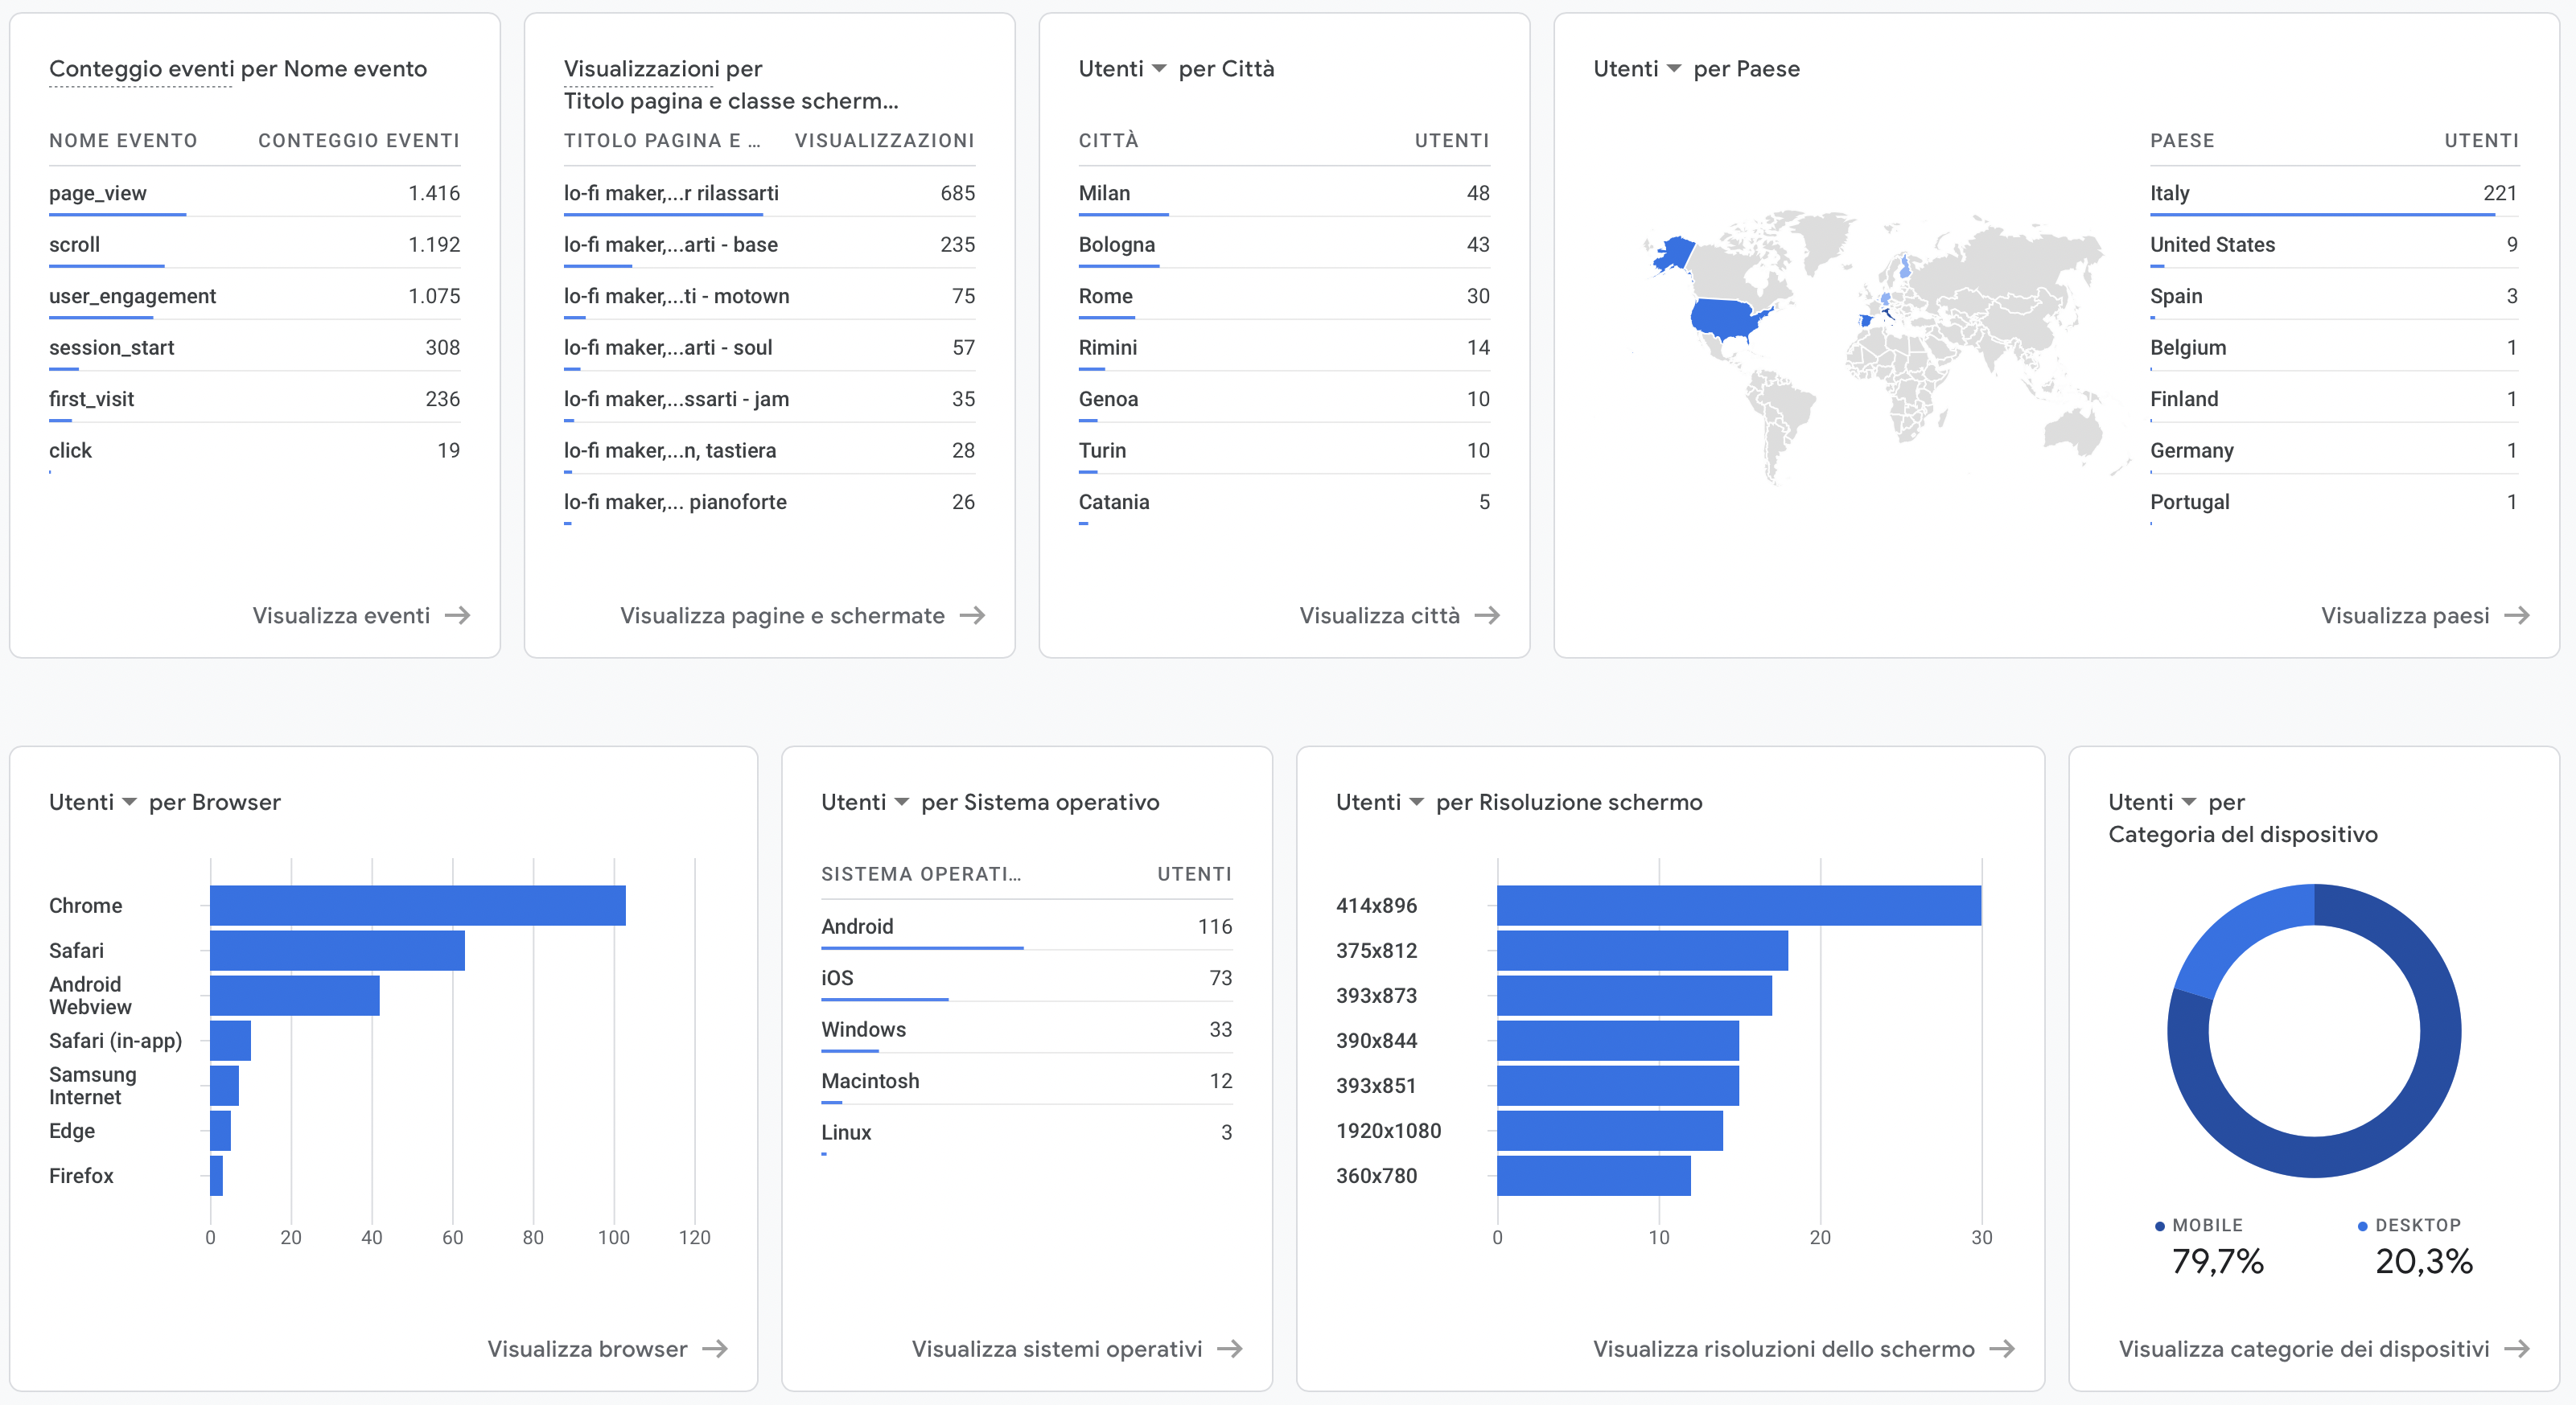 Conteggio eventi per Nome evento
NOME EVENTO CONTEGGIO EVENTI
page_view 1.416
scroll 1.192
user_engagement 1.075
session_start 308
first_visit 236
click 19
Visualizza eventi
Visualizzazioni per
Titolo pagina e classe scherm...
TITOLO PAGINA E ... VISUALIZZAZIONI
lo-fi maker,...r rilassarti 685
lo-fi maker,...arti - base 235
lo-fi maker,...ti - motown 75
lo-fi maker,...arti - soul 57
lo-fi maker,...ssarti - jam 35
lo-fi maker,...n, tastiera 28
lo-fi maker,... pianoforte 26
Visualizza pagine e schermate
Utenti per Città
CITTÀ UTENTI
Milan 48
Bologna 43
Rome 30
Rimini 14
Genoa 10
Turin 10
Catania 5
Visualizza città
Utenti per Paese
PAESE UTENTI
Italy 221
United States 9
Spain 3
Belgium 1
Finland 1
Germany 1
Portugal 1
Visualizza paesi
Utenti per Browser
Chrome
Safari
Android
Webview
Safari (in-app)
Samsung
Internet
Edge
Firefox
0 20 40 60 80 100 120
Visualizza browser
Utenti per Sistema operativo
SISTEMA OPERATI... UTENTI
Android 116
iOS 73
Windows 33
Macintosh 12
Linux 3
Visualizza sistemi operativi
Utenti per Risoluzione schermo
414x896
375x812
393x873
390x844
393x851
1920x1080
360x780
0 10 20 30
Visualizza risoluzioni dello schermo
Utenti per
Categoria del dispositivo
MOBILE DESKTOP
79,7% 20,3%
Visualizza categorie dei dispositivi